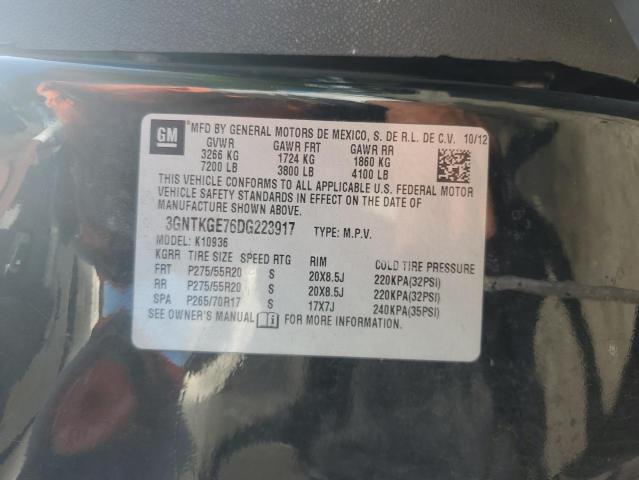 GM MFD BY GENERAL MOTORS DE MEXICO, S. DE R.L. DE C.V. 10/12
GVWR GAWR FRT GAWR RR
3266 KG 1724 KG 1860 KG
7200 LB 3800 LB 4100 LB
THIS VEHICLE CONFORMS TO ALL APPLICABLE U.S. FEDERAL MOTOR
VEHICLE SAFETY STANDARDS IN EFFECT ON THE DATE OF
MANUFACTURE SHOWN ABOVE.
3GNTKGE76DG223917 TYPE: M.P.V.
MODEL: K10936
KGRR TIRE SIZE SPEED RTG RIM COLD TIRE PRESSURE
FRT P275/55R20 S 20X8.5J 220KPA(32PSI)
RR P275/55R20 S 20X8.5J 220KPA(32PSI)
SPA P265/70R17 S 17X7J 240KPA(35PSI)
SEE OWNER'S MANUAL FOR MORE INFORMATION.